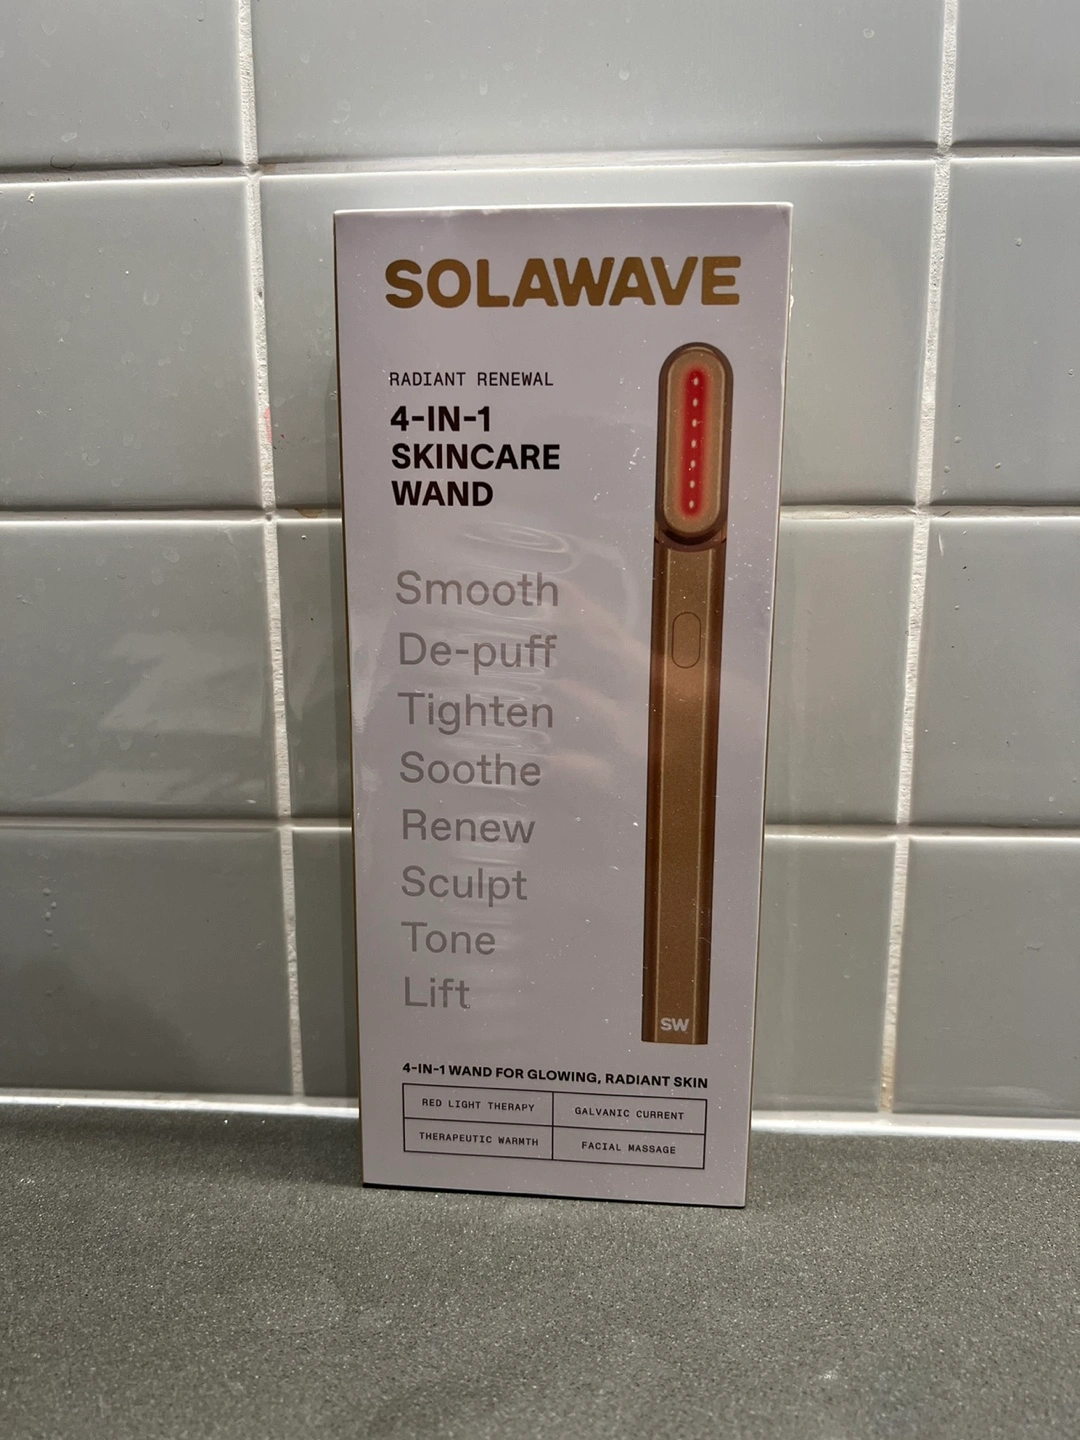 SOLAWAVE
RADIANT RENEWAL
4-IN-1
SKINCARE
WAND
Smooth
De-puff
Tighten
Soothe
Renew
Sculpt
Tone
Lift
SW
4-IN-1 WAND FOR GLOWING, RADIANT SKIN
RED LIGHT THERAPY
GALVANIC CURRENT
THERAPEUTIC WARMTH
FACIAL MASSAGE